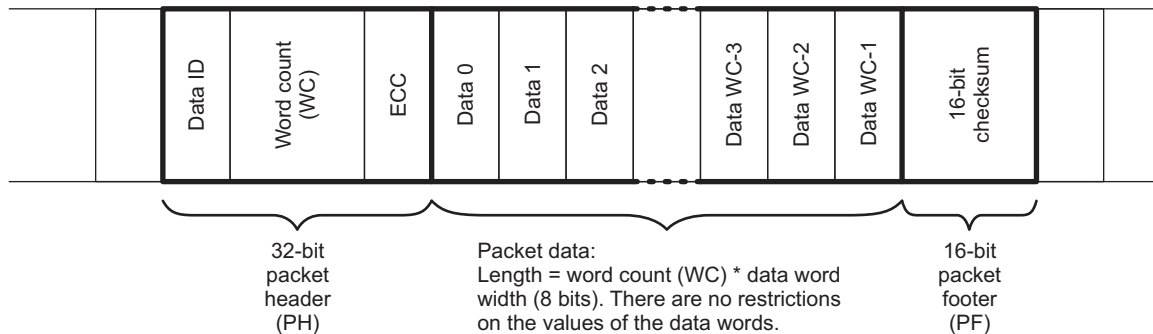 Data ID
Word count
(WC)
ECC
Data 0
Data 1
Data 2
Data WC-3
Data WC-2
Data WC-1
16-bit
checksum
32-bit
packet
header
(PH)
Packet data:
Length = word count (WC) * data word
width (8 bits). There are no restrictions
on the values of the data words.
16-bit
packet
footer
(PF)